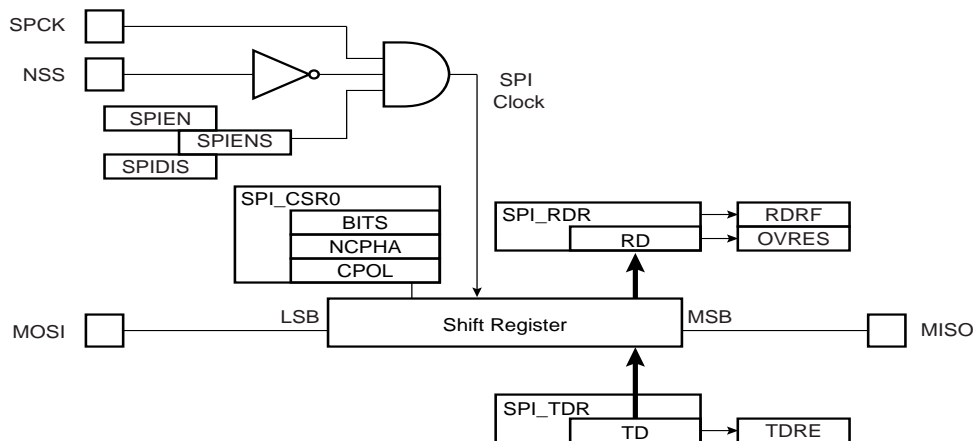 SPCK
NSS
SPI
Clock
SPIEN
SPIENS
SPIDIS
SPI_CSR0
BITS
NCPHA
CPOL
SPI_RDR
RD
RDRF
OVRES
MOSI
LSB
Shift Register
MSB
MISO
SPI_TDR
TD
TDRE